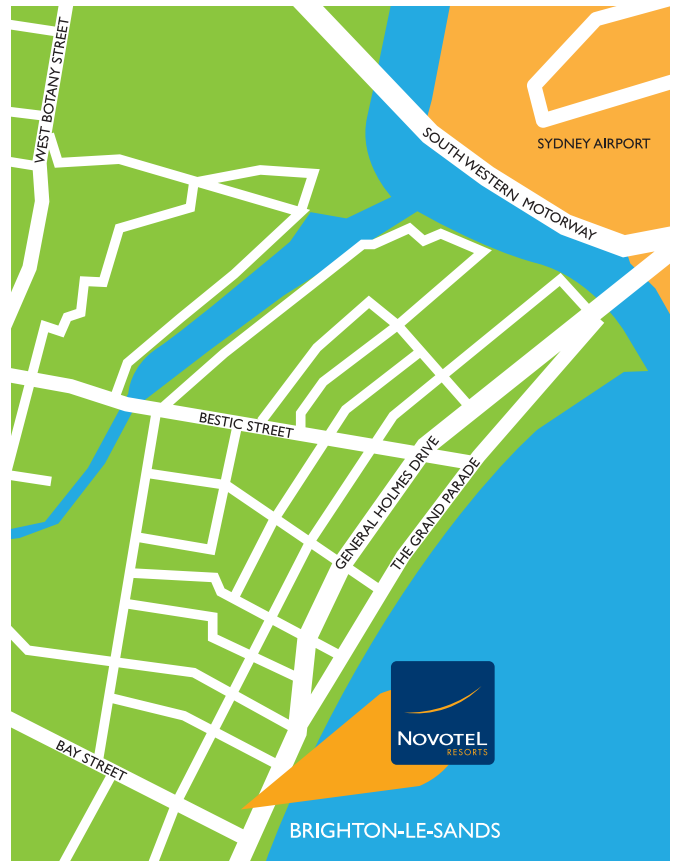 WEST BOTANY STREET
SYDNEY AIRPORT
SOUTH WESTERN MOTORWAY
BESTIC STREET
GENERAL HOLMES DRIVE
THE GRAND PARADE
NOVOTEL
RESORTS
BAY STREET
BRIGHTON-LE-SANDS